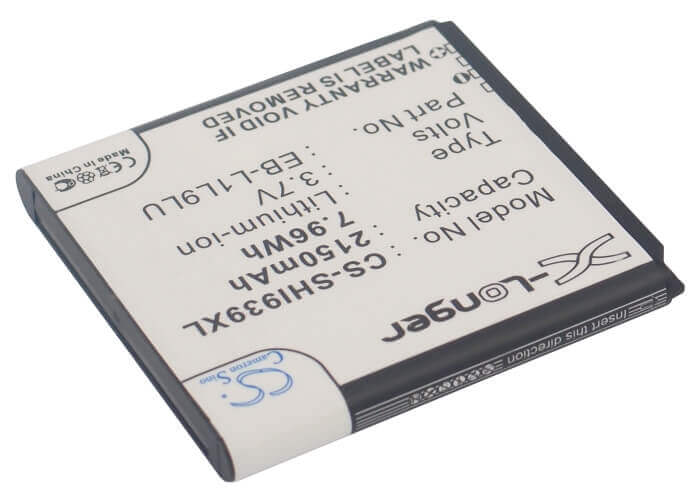 X-Longer
Model No. CS-SHI939XL
Capacity 2150mAh
7.96Wh
Type Lithium-ion
Volts 3.7V
Part No. EB-L1L9LU
WARRANTY VOID IF
LABEL IS REMOVED
Insert this direction
CS
Cameron Sino
Made in China